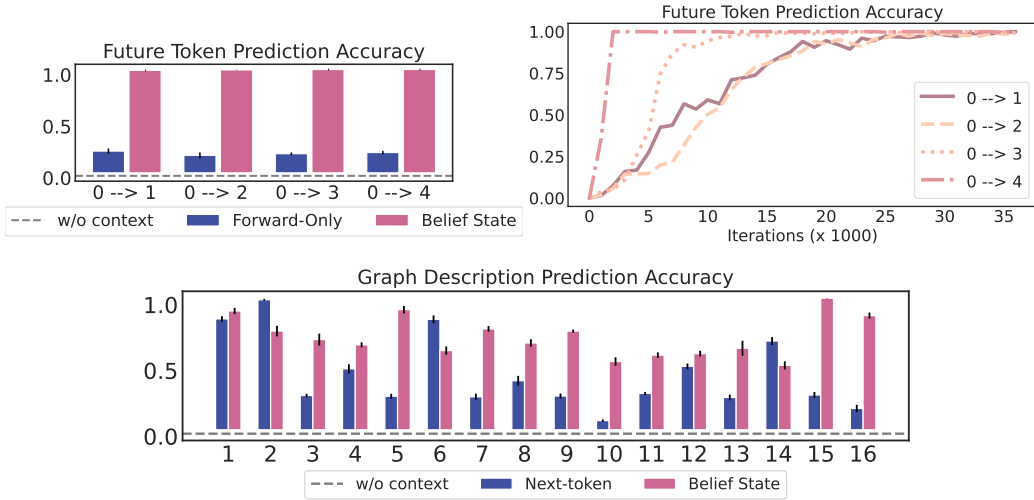 Future Token Prediction Accuracy
1.0
0.5
0.0
0 --> 1 0 --> 2 0 --> 3 0 --> 4
w/o context Forward-Only Belief State
Future Token Prediction Accuracy
1.00
0.75
0.50
0.25
0.00
0 --> 1
0 --> 2
0 --> 3
0 --> 4
0 5 10 15 20 25 30 35
Iterations (x 1000)
Graph Description Prediction Accuracy
1.0
0.5
0.0
1 2 3 4 5 6 7 8 9 10 11 12 13 14 15 16
w/o context Next-token Belief State